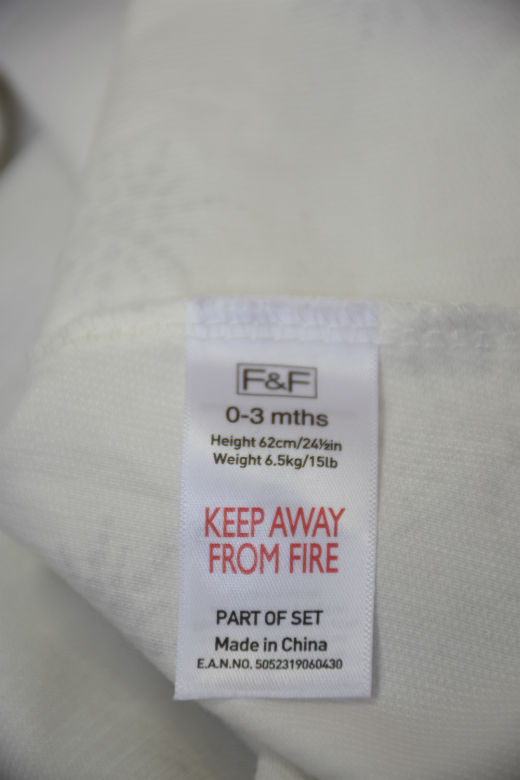 F&F
0-3 mths
Height 62cm/24½in
Weight 6.5kg/15lb
KEEP AWAY
FROM FIRE
PART OF SET
Made in China
E.A.N.NO. 5052319060430